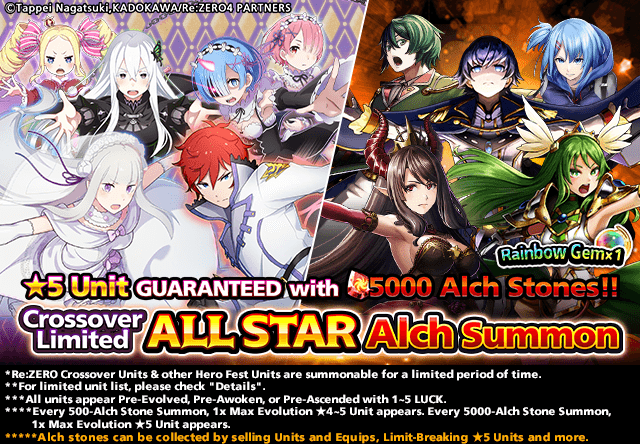 ©Tappei Nagatsuki,KADOKAWA/Re:ZERO4 PARTNERS
Rainbow Gem×1
★5 Unit GUARANTEED with 5000 Alch Stones!!
Crossover Limited ALL STAR Alch Summon
*Re:ZERO Crossover Units & other Hero Fest Units are summonable for a limited period of time.
**For limited unit list, please check "Details".
***All units appear Pre-Evolved, Pre-Awoken, or Pre-Ascended with 1~5 LUCK.
****Every 500-Alch Stone Summon, 1x Max Evolution ★4~5 Unit appears. Every 5000-Alch Stone Summon,
1x Max Evolution ★5 Unit appears.
*****Alch stones can be collected by selling Units and Equips, Limit-Breaking ★5 Units and more.